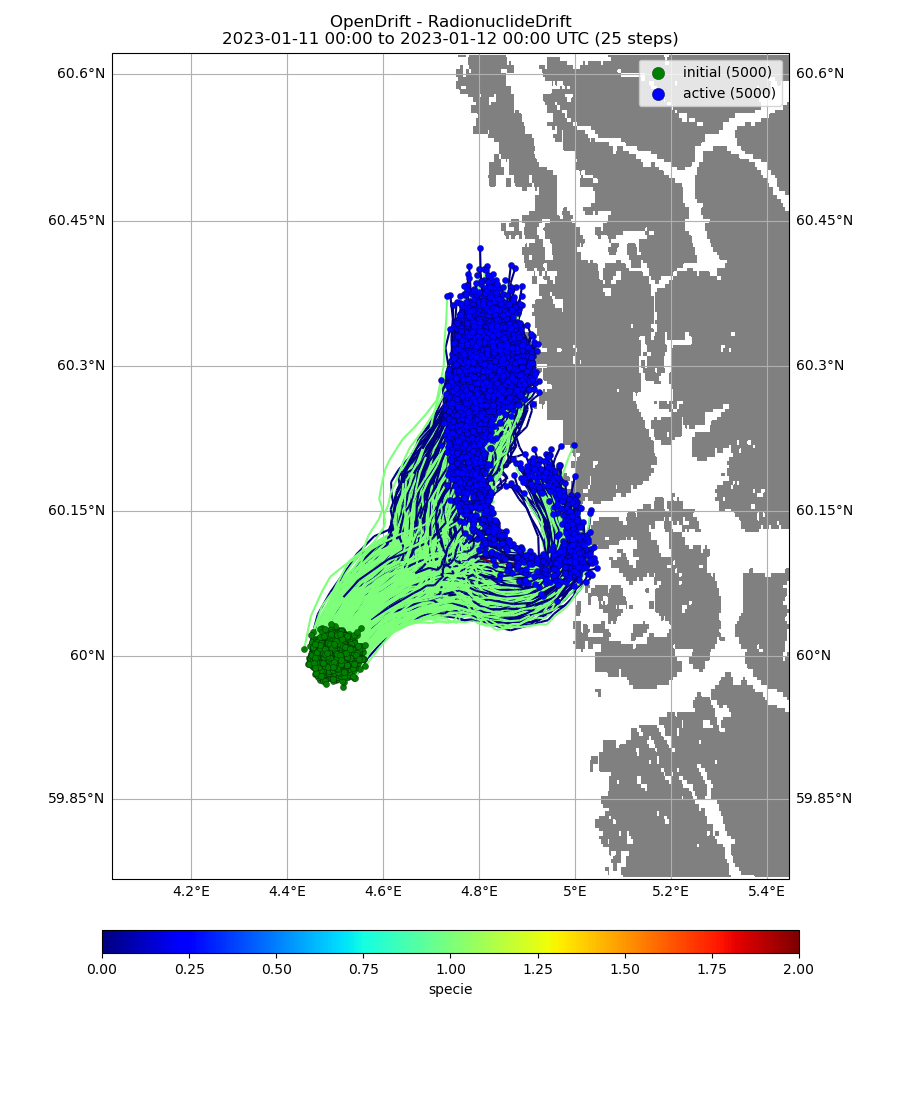 OpenDrift - RadionuclideDrift
2023-01-11 00:00 to 2023-01-12 00:00 UTC (25 steps)
initial (5000)
active (5000)
60.6°N 60.6°N
60.45°N 60.45°N
60.3°N 60.3°N
60.15°N 60.15°N
60°N 60°N
59.85°N 59.85°N
4.2°E 4.4°E 4.6°E 4.8°E 5°E 5.2°E 5.4°E
0.00 0.25 0.50 0.75 1.00 1.25 1.50 1.75 2.00
specie